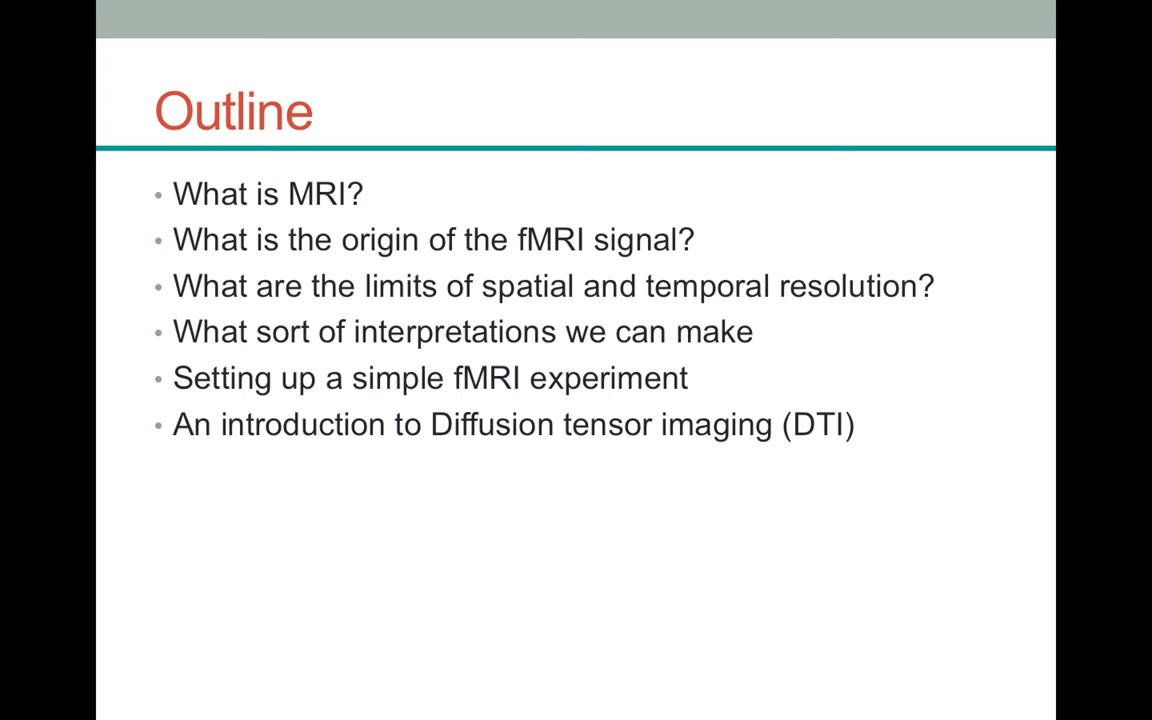 Outline
• What is MRI?
• What is the origin of the fMRI signal?
• What are the limits of spatial and temporal resolution?
• What sort of interpretations we can make
• Setting up a simple fMRI experiment
• An introduction to Diffusion tensor imaging (DTI)